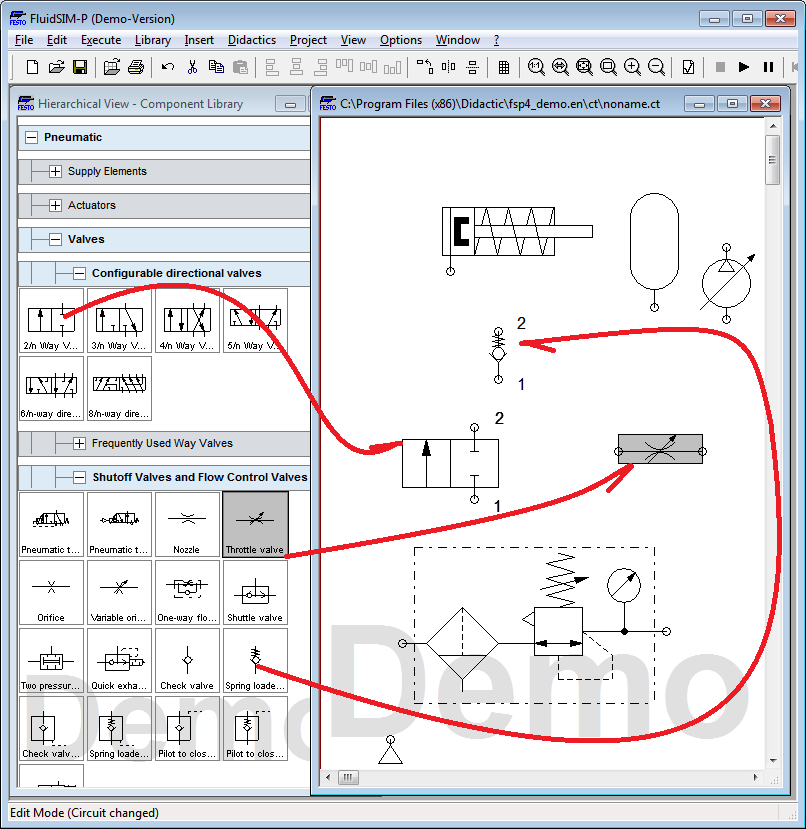 FluidSIM-P (Demo-Version)
FESTO
File Edit Execute Library Insert Didactics Project View Options Window ?
1:1
Hierarchical View - Component Library
C:\Program Files (x86)\Didactic\fsp4_demo.en\ct\noname.ct
Pneumatic
Supply Elements
Actuators
Valves
Configurable directional valves
2/n Way V... 3/n Way V... 4/n Way V... 5/n Way V...
6/n-way dire... 8/n-way dire...
Frequently Used Way Valves
Shutoff Valves and Flow Control Valves
Pneumatic t... Pneumatic t... Nozzle Throttle valve
Orifice Variable ori... One-way flo... Shuttle valve
Two pressur... Quick exha... Check valve Spring loade...
Check valv... Spring loade... Pilot to clos... Pilot to clos...
2
1
2
1
Demo
Demo
Edit Mode (Circuit changed)